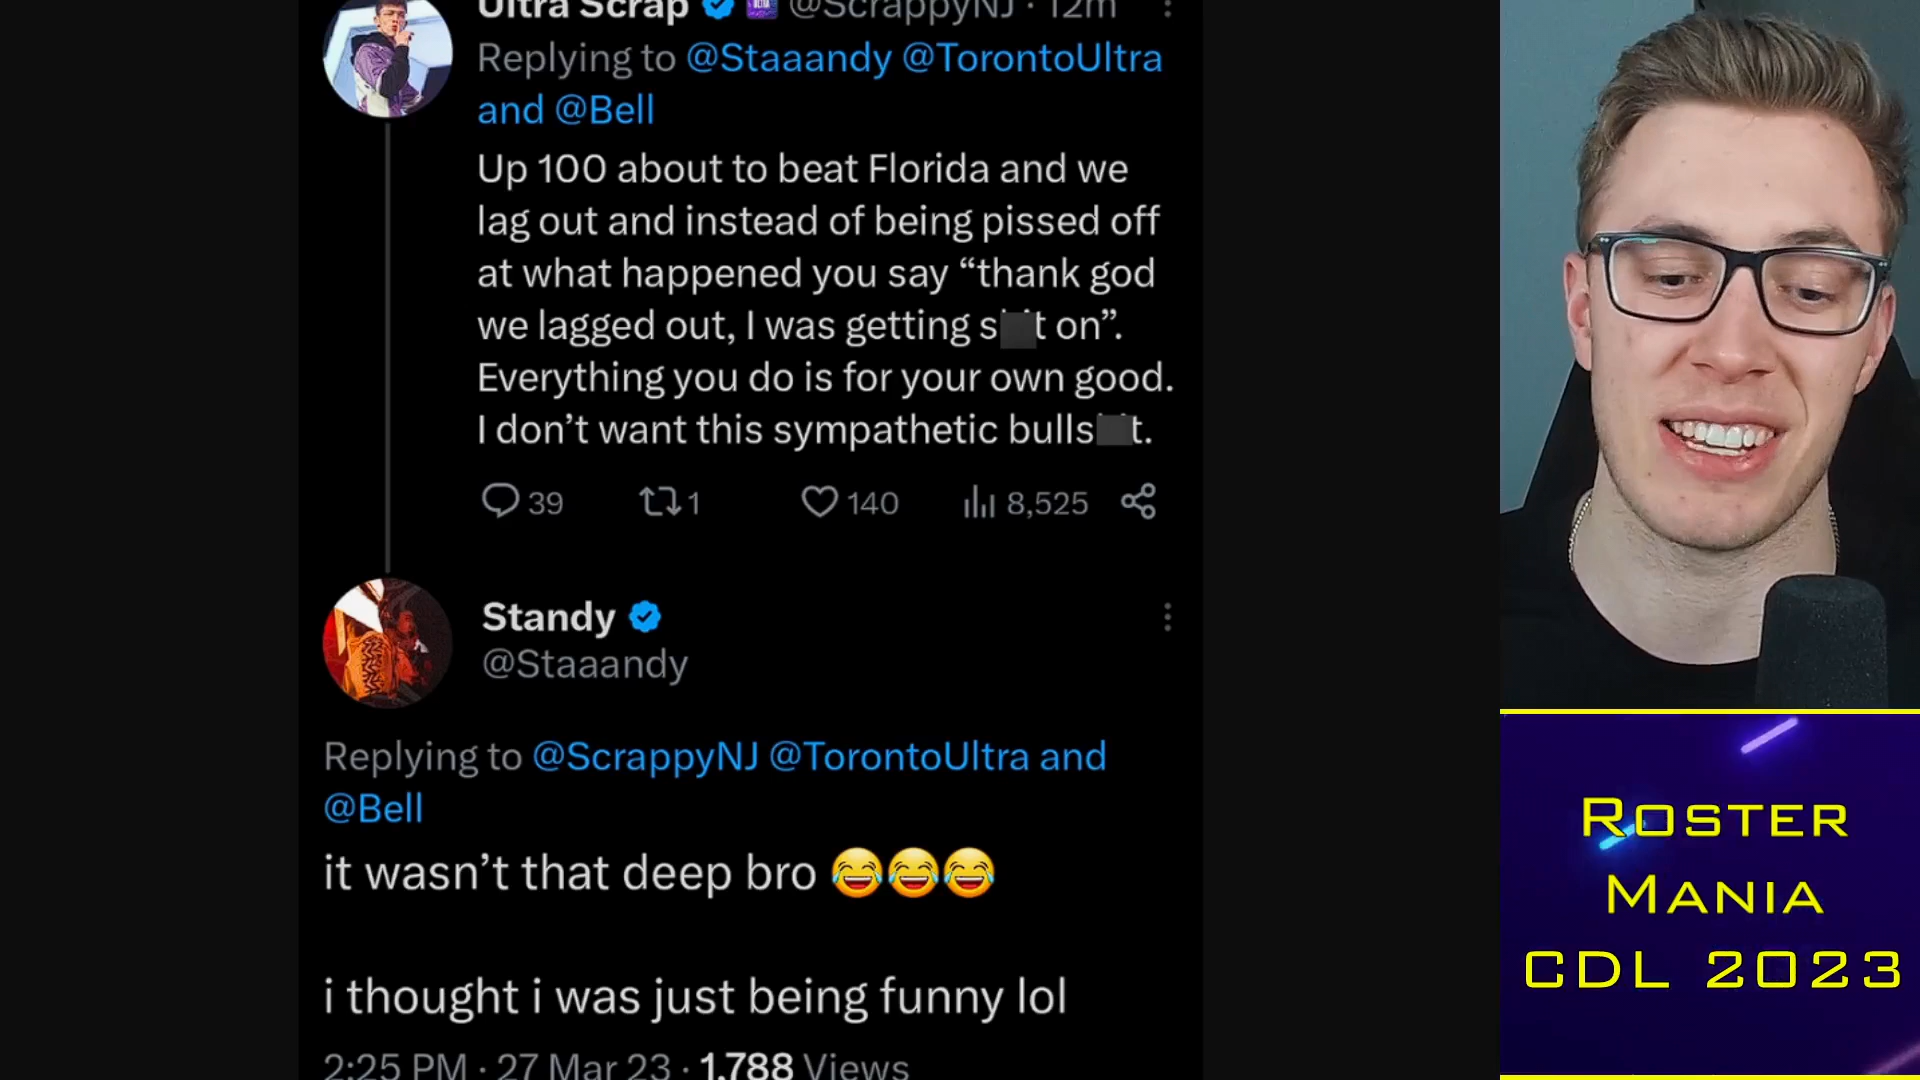 Ultra Scrap @ScrappyNJ · 12m
Replying to @Staaandy @TorontoUltra
and @Bell
Up 100 about to beat Florida and we
lag out and instead of being pissed off
at what happened you say “thank god
we lagged out, I was getting s t on”.
Everything you do is for your own good.
I don’t want this sympathetic bulls t.
39 1 140 8,525
Standy
@Staaandy
Replying to @ScrappyNJ @TorontoUltra and
@Bell
it wasn’t that deep bro 😂😂😂
i thought i was just being funny lol
2:25 PM · 27 Mar 23 · 1,788 Views
Roster
Mania
CDL 2023